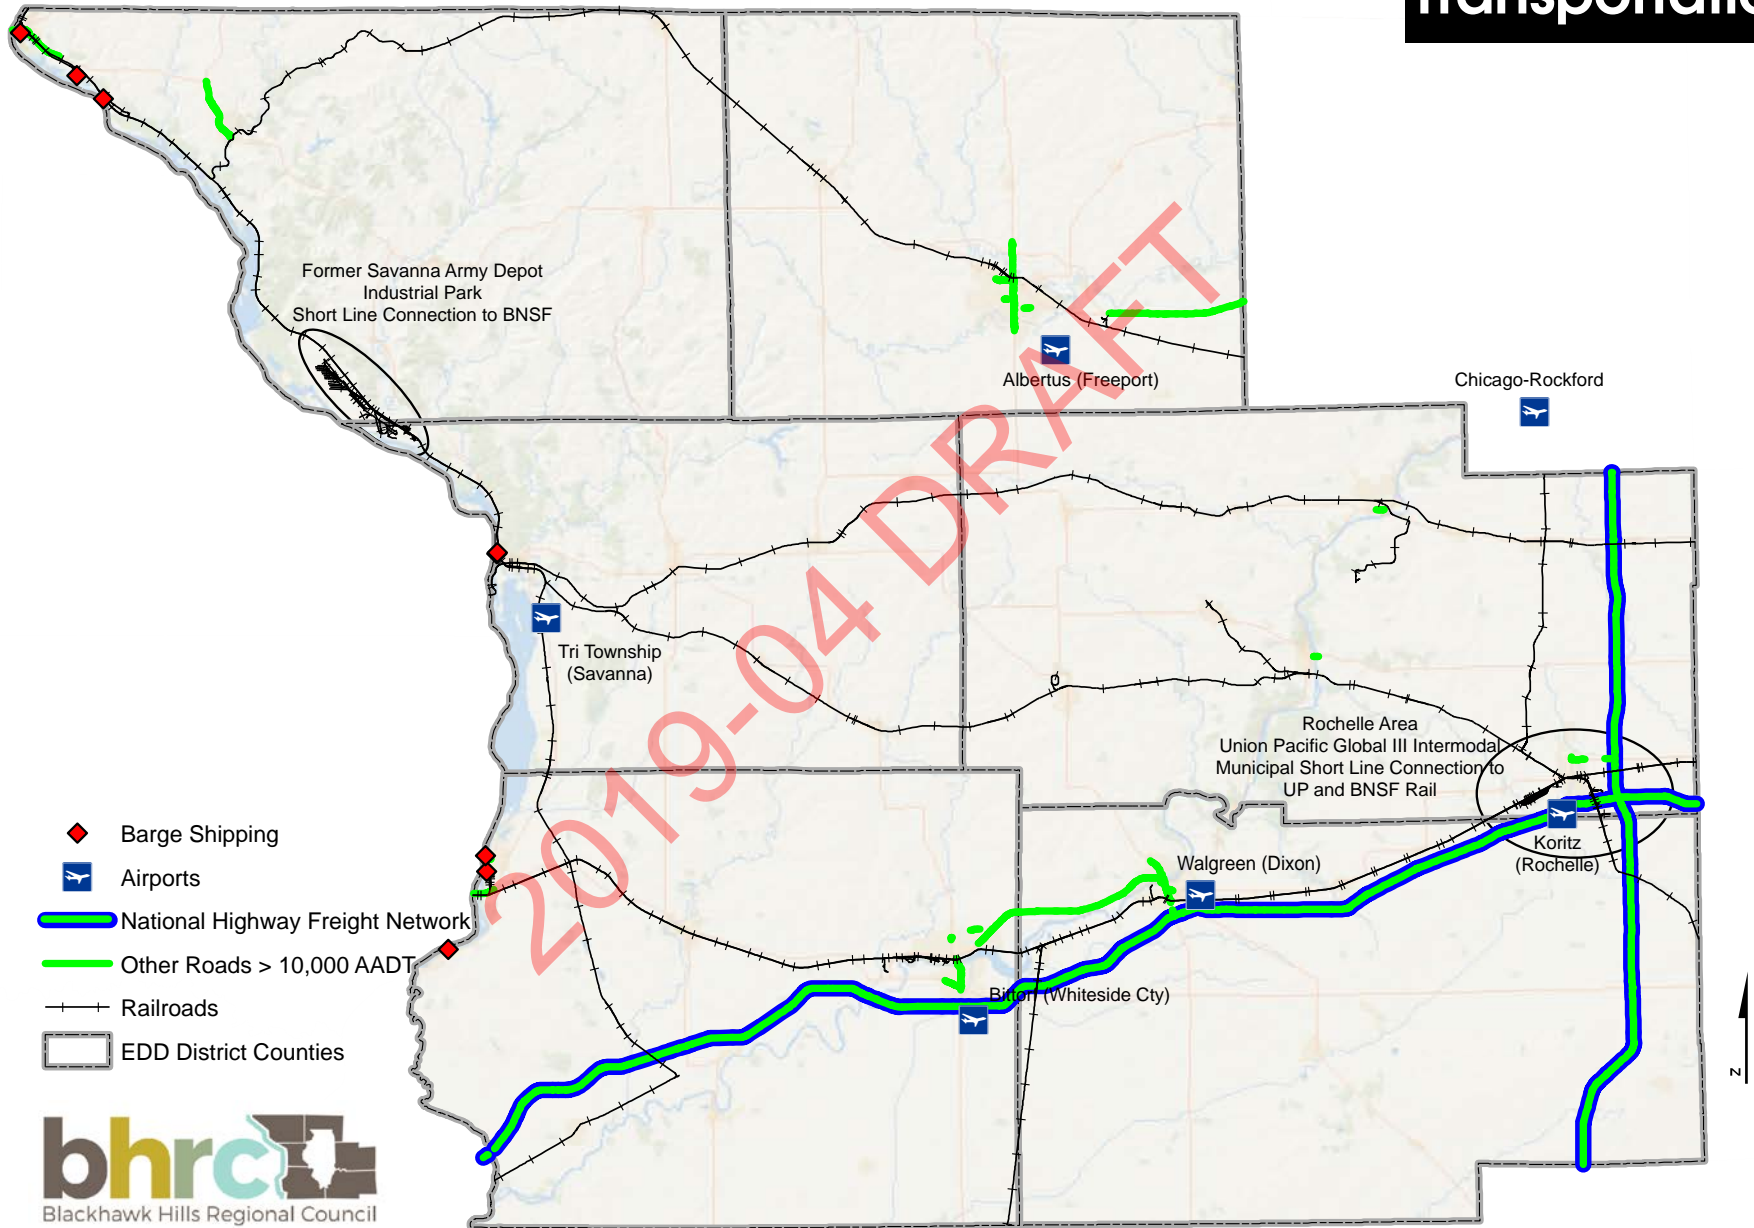 Former Savanna Army Depot
Industrial Park
Short Line Connection to BNSF
Albertus (Freeport)
Chicago-Rockford
Tri Township
(Savanna)
Rochelle Area
Union Pacific Global III Intermodal
Municipal Short Line Connection to
UP and BNSF Rail
Koritz
(Rochelle)
Walgreen (Dixon)
Bittorf (Whiteside Cty)
2019-04 DRAFT
Barge Shipping
Airports
National Highway Freight Network
Other Roads > 10,000 AADT
Railroads
EDD District Counties
bhrc
Blackhawk Hills Regional Council
N